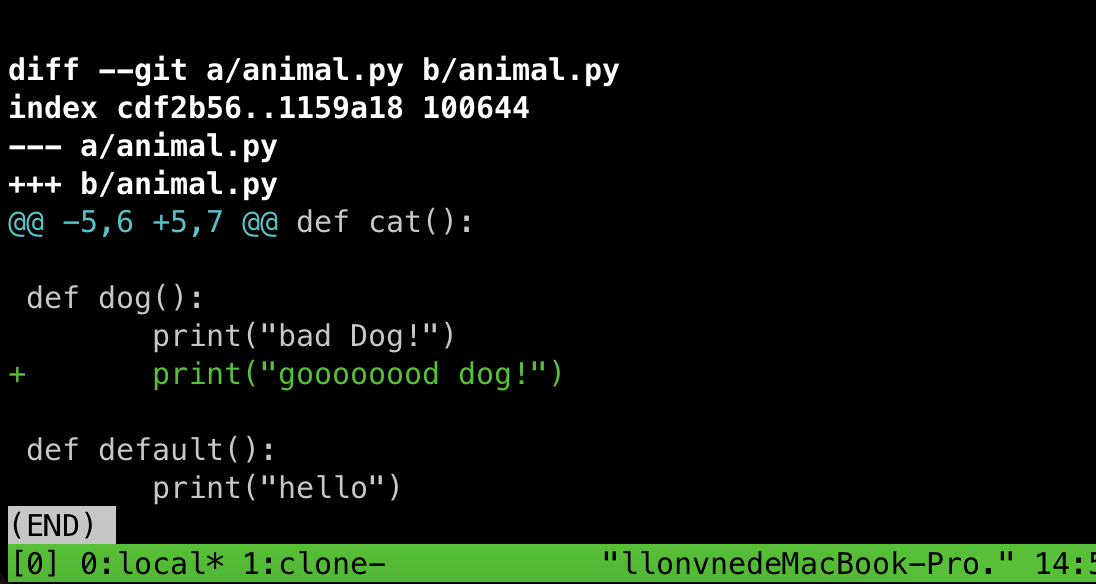 diff --git a/animal.py b/animal.py
index cdf2b56..1159a18 100644
--- a/animal.py
+++ b/animal.py
@@ -5,6 +5,7 @@ def cat():

 def dog():
        print("bad Dog!")
+       print("goooooood dog!")

 def default():
        print("hello")
(END)
[0] 0:local* 1:clone-            "llonvnedeMacBook-Pro." 14:5